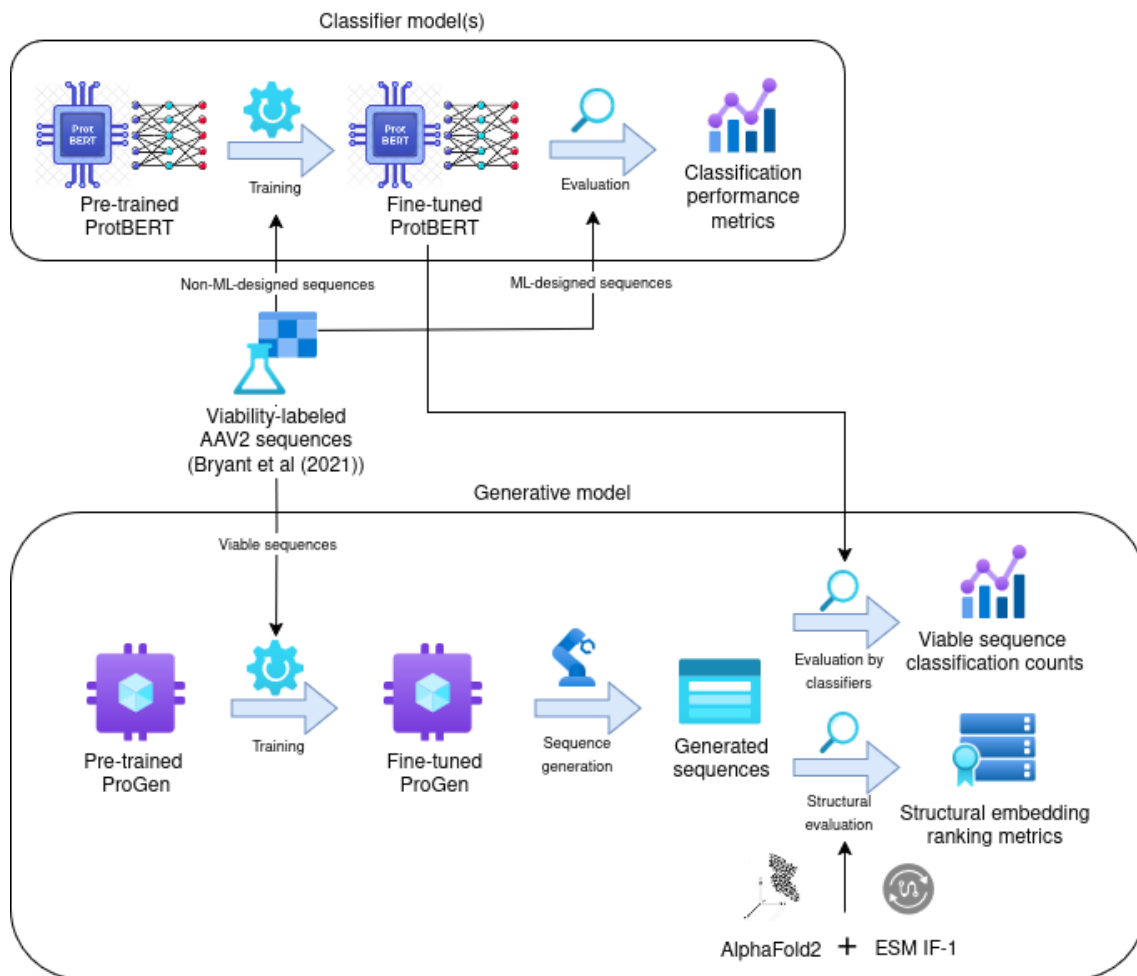 Classifier model(s)
Prot
BERT
Prot
BERT
Training
Evaluation
Pre-trained
ProtBERT
Fine-tuned
ProtBERT
Classification
performance
metrics
Non-ML-designed sequences
ML-designed sequences
Viability-labeled
AAV2 sequences
(Bryant et al (2021))
Generative model
Viable sequences
Pre-trained
ProGen
Training
Fine-tuned
ProGen
Sequence
generation
Generated
sequences
Evaluation by
classifiers
Viable sequence
classification counts
Structural
evaluation
Structural embedding
ranking metrics
AlphaFold2 + ESM IF-1